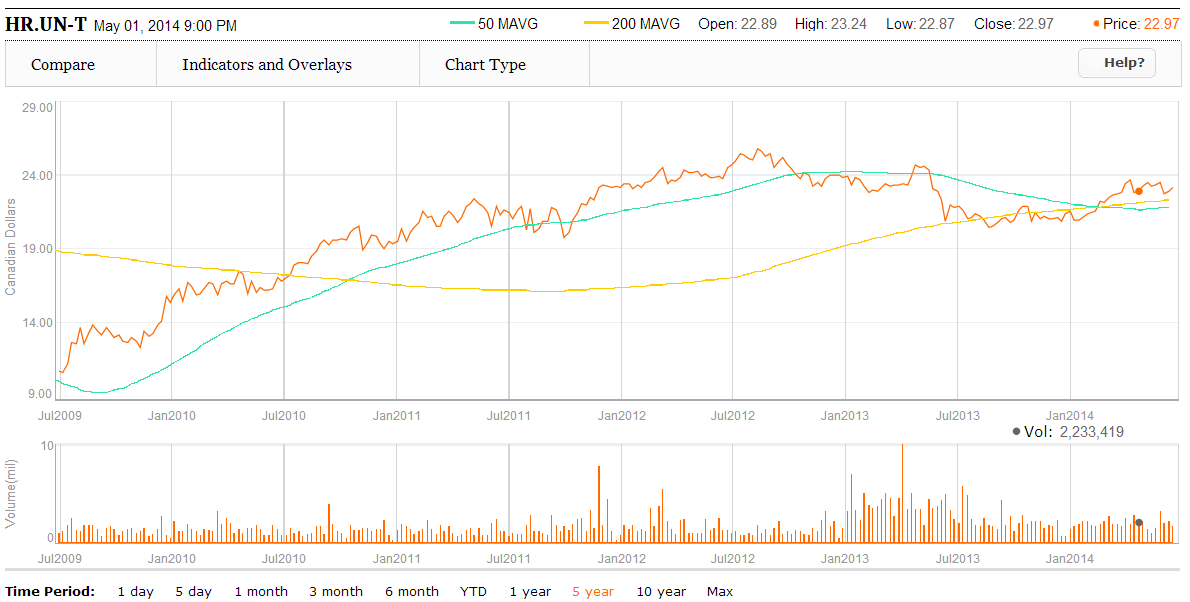 HR.UN-T May 01, 2014 9:00 PM 50 MAVG 200 MAVG Open: 22.89 High: 23.24 Low: 22.87 Close: 22.97 Price: 22.97
Compare Indicators and Overlays Chart Type Help?
29.00
24.00
19.00
14.00
9.00
Canadian Dollars
Jul2009 Jan2010 Jul2010 Jan2011 Jul2011 Jan2012 Jul2012 Jan2013 Jul2013 Jan2014
Vol: 2,233,419
10
0
Volume(mil)
Jul2009 Jan2010 Jul2010 Jan2011 Jul2011 Jan2012 Jul2012 Jan2013 Jul2013 Jan2014
Time Period: 1 day 5 day 1 month 3 month 6 month YTD 1 year 5 year 10 year Max